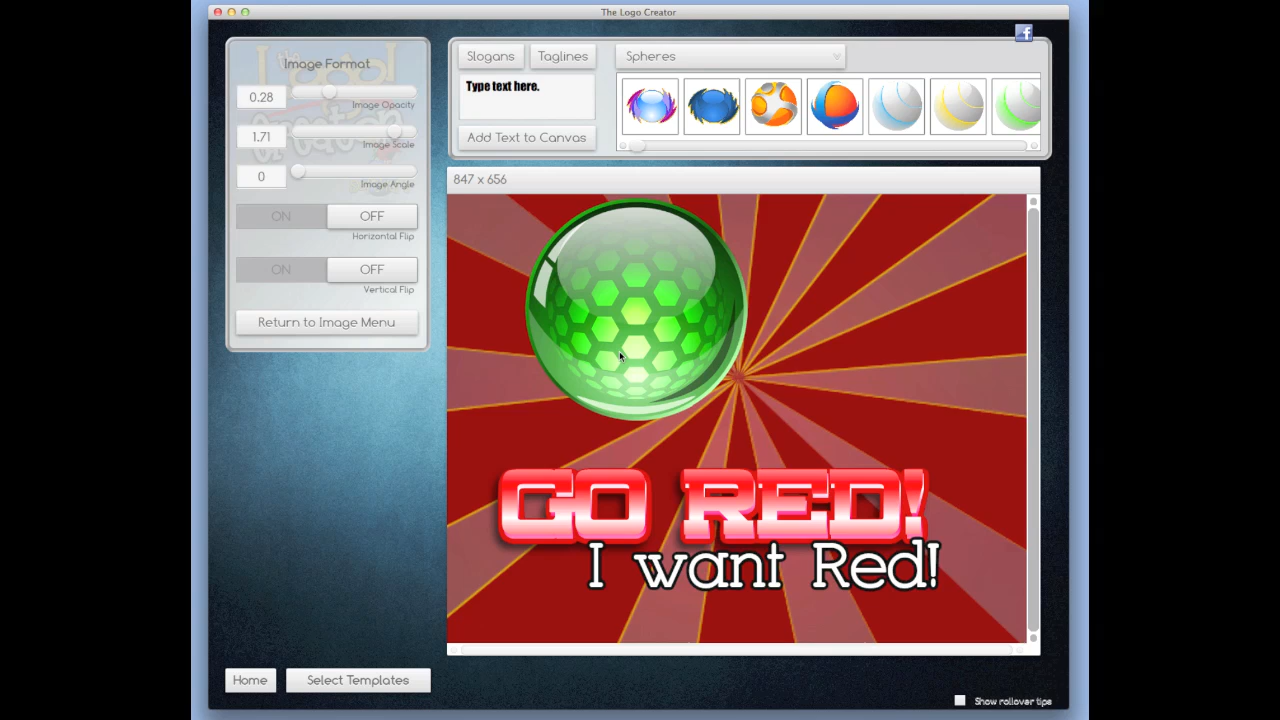 The Logo Creator
Image Format
0.28
Image Opacity
1.71
Image Scale
0
Image Angle
ON OFF
Horizontal Flip
ON OFF
Vertical Flip
Return to Image Menu
Slogans Taglines Spheres
Type text here.
Add Text to Canvas
f
847 x 656
GO RED!
I want Red!
Home Select Templates
Show rollover tips